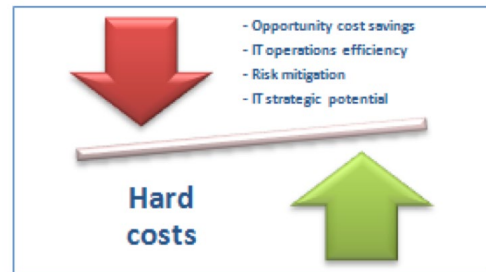 - Opportunity cost savings
- IT operations efficiency
- Risk mitigation
- IT strategic potential
Hard
costs